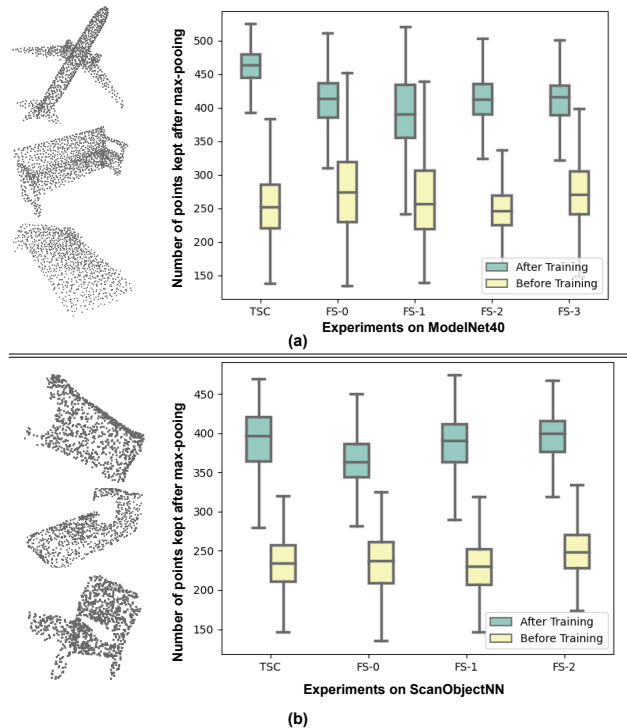 Number of points kept after max-pooing
500
450
400
350
300
250
200
150
After Training
Before Training
TSC FS-0 FS-1 FS-2 FS-3
Experiments on ModelNet40
(a)
Number of points kept after max-pooing
450
400
350
300
250
200
150
After Training
Before Training
TSC FS-0 FS-1 FS-2
Experiments on ScanObjectNN
(b)